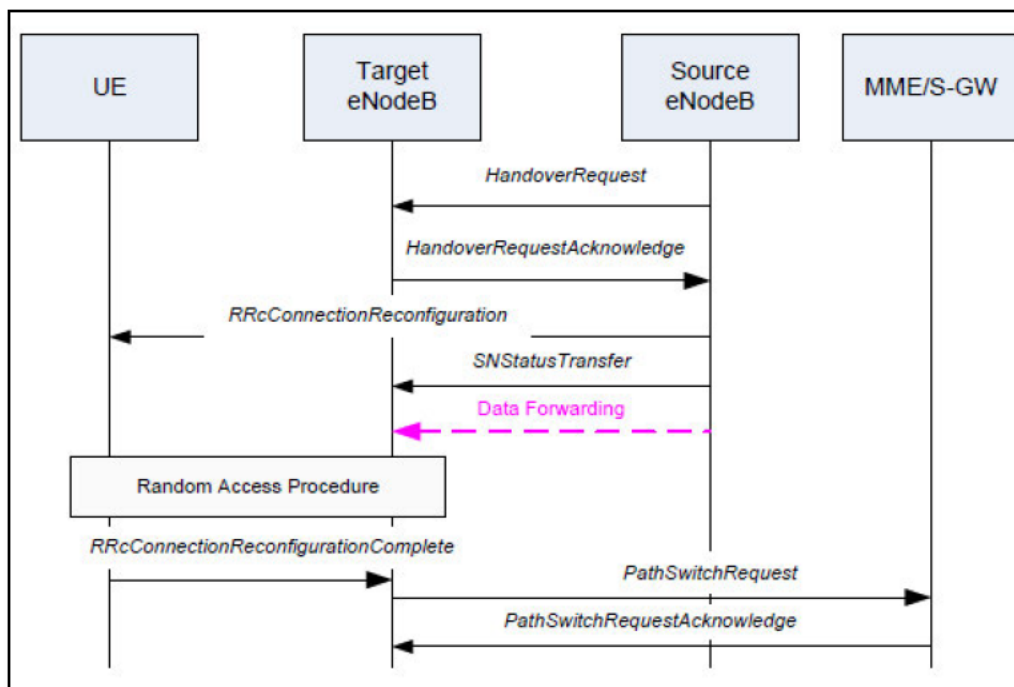 UE
Target
eNodeB
Source
eNodeB
MME/S-GW
HandoverRequest
HandoverRequestAcknowledge
RRcConnectionReconfiguration
SNStatusTransfer
Data Forwarding
Random Access Procedure
RRcConnectionReconfigurationComplete
PathSwitchRequest
PathSwitchRequestAcknowledge